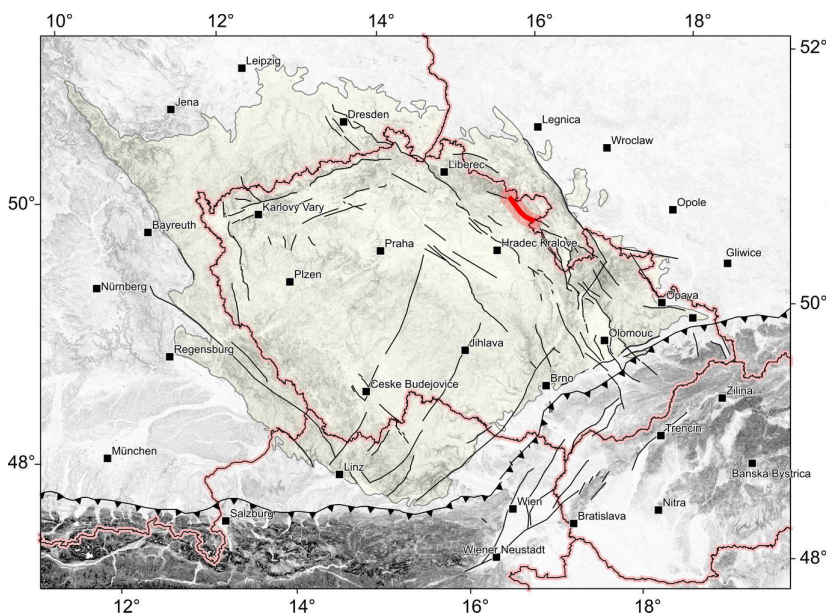 10°
12°
14°
16°
18°
52°
Leipzig
Jena
Dresden
Legnica
Wroclaw
Liberec
50°
Karlovy Vary
Opole
Bayreuth
Praha
Hradec Kralove
Gliwice
Plzen
Nürnberg
Opava
50°
Regensburg
Jihlava
Olomouc
Ceske Budejovice
Brno
Zilina
Trencin
48°
München
Linz
Banska Bystrica
Wien
Nitra
Salzburg
Bratislava
Wiener Neustadt
48°
12°
14°
16°
18°